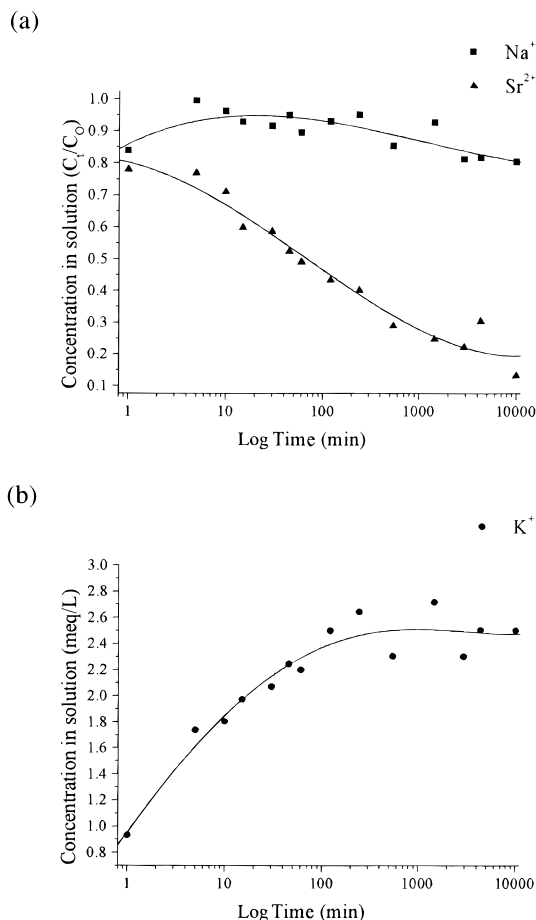 (a)
Na⁺
Sr²⁺
1.0
0.9
0.8
0.7
0.6
0.5
0.4
0.3
0.2
0.1
Concentration in solution (Cₜ/C_O)
1 10 100 1000 10000
Log Time (min)
(b)
K⁺
3.0
2.8
2.6
2.4
2.2
2.0
1.8
1.6
1.4
1.2
1.0
0.8
Concentration in solution (meq/L)
1 10 100 1000 10000
Log Time (min)